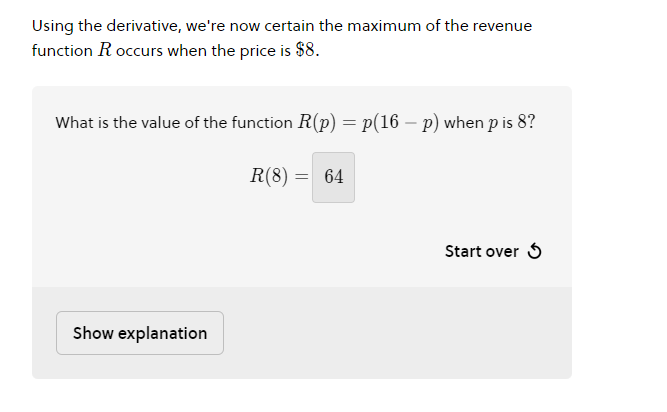 Using the derivative, we're now certain the maximum of the revenue
function R occurs when the price is $8.
What is the value of the function R(p) = p(16 − p) when p is 8?
R(8) = 64
Start over
Show explanation